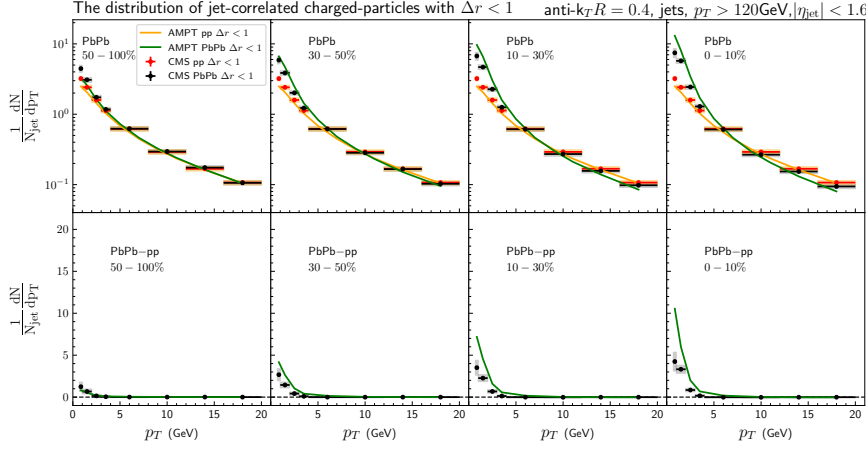 The distribution of jet-correlated charged-particles with Δr < 1 anti-k_T R = 0.4, jets, p_T > 120GeV,|η_jet| < 1.6
PbPb
50 – 100%
AMPT pp Δr < 1
AMPT PbPb Δr < 1
CMS pp Δr < 1
CMS PbPb Δr < 1
PbPb
30 – 50%
PbPb
10 – 30%
PbPb
0 – 10%
10^1
10^0
10^−1
1/N_jet dN/dp_T
PbPb−pp
50 – 100%
PbPb−pp
30 – 50%
PbPb−pp
10 – 30%
PbPb−pp
0 – 10%
20
15
10
5
0
1/N_jet dN/dp_T
0 5 10 15 20 0 5 10 15 20 0 5 10 15 20 0 5 10 15 20
p_T (GeV) p_T (GeV) p_T (GeV) p_T (GeV)